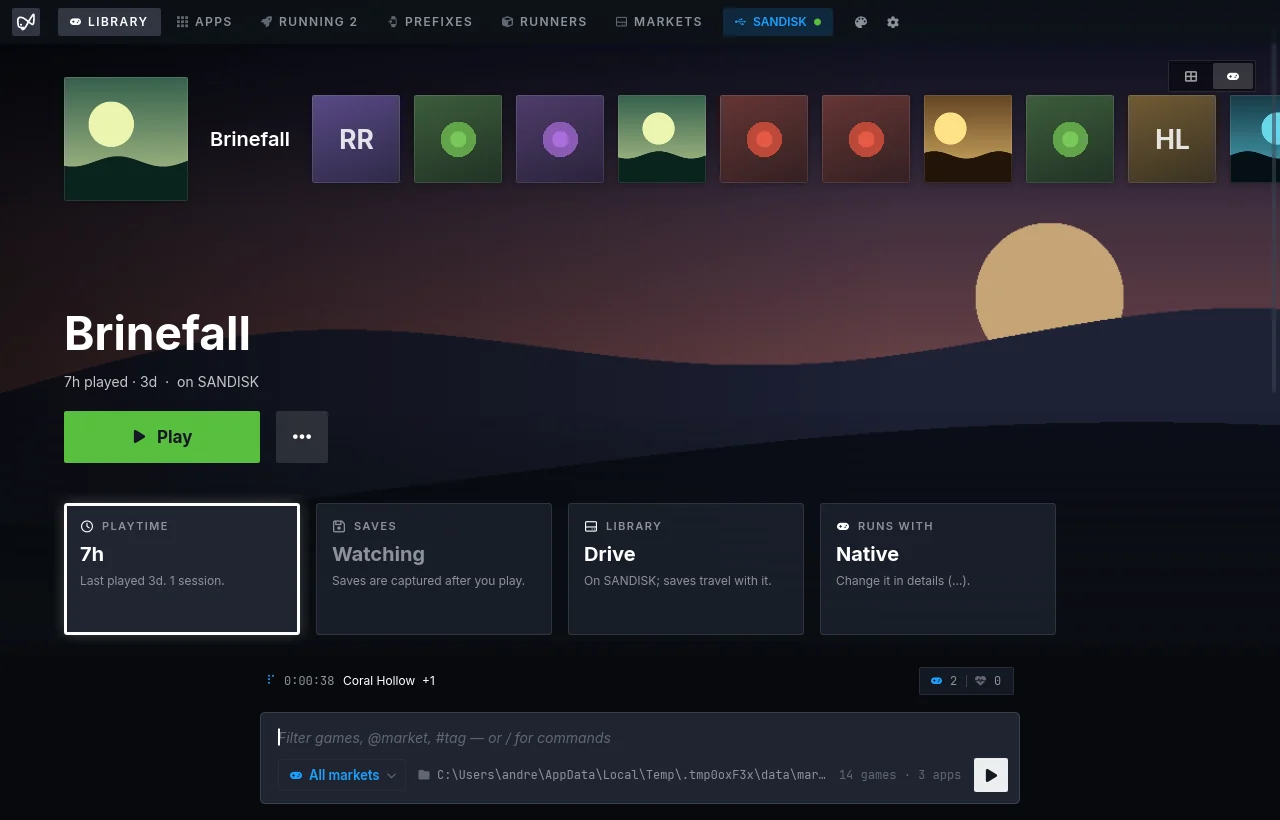 LIBRARY APPS RUNNING 2 PREFIXES RUNNERS MARKETS SANDISK
Brinefall RR HL
Brinefall
7h played · 3d · on SANDISK
Play
PLAYTIME
7h
Last played 3d. 1 session.
SAVES
Watching
Saves are captured after you play.
LIBRARY
Drive
On SANDISK; saves travel with it.
RUNS WITH
Native
Change it in details (...).
0:00:38 Coral Hollow +1 2 0
Filter games, @market, #tag — or / for commands
All markets C:\Users\andre\AppData\Local\Temp\.tmp0oxF3x\data\mar… 14 games · 3 apps